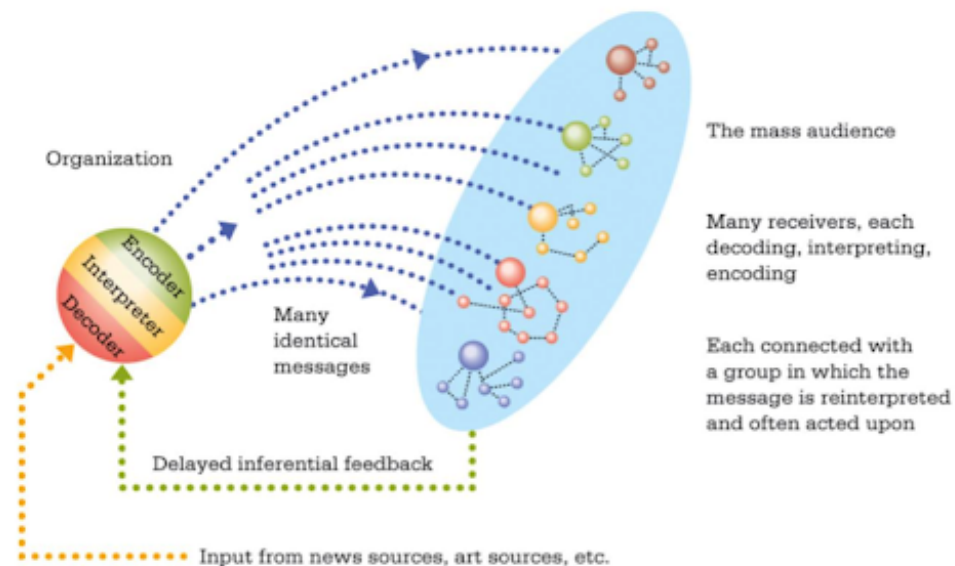 The mass audience
Organization
Many receivers, each
decoding, interpreting,
encoding
Encoder
Interpreter
Decoder
Many
identical
messages
Each connected with
a group in which the
message is reinterpreted
and often acted upon
Delayed inferential feedback
Input from news sources, art sources, etc.